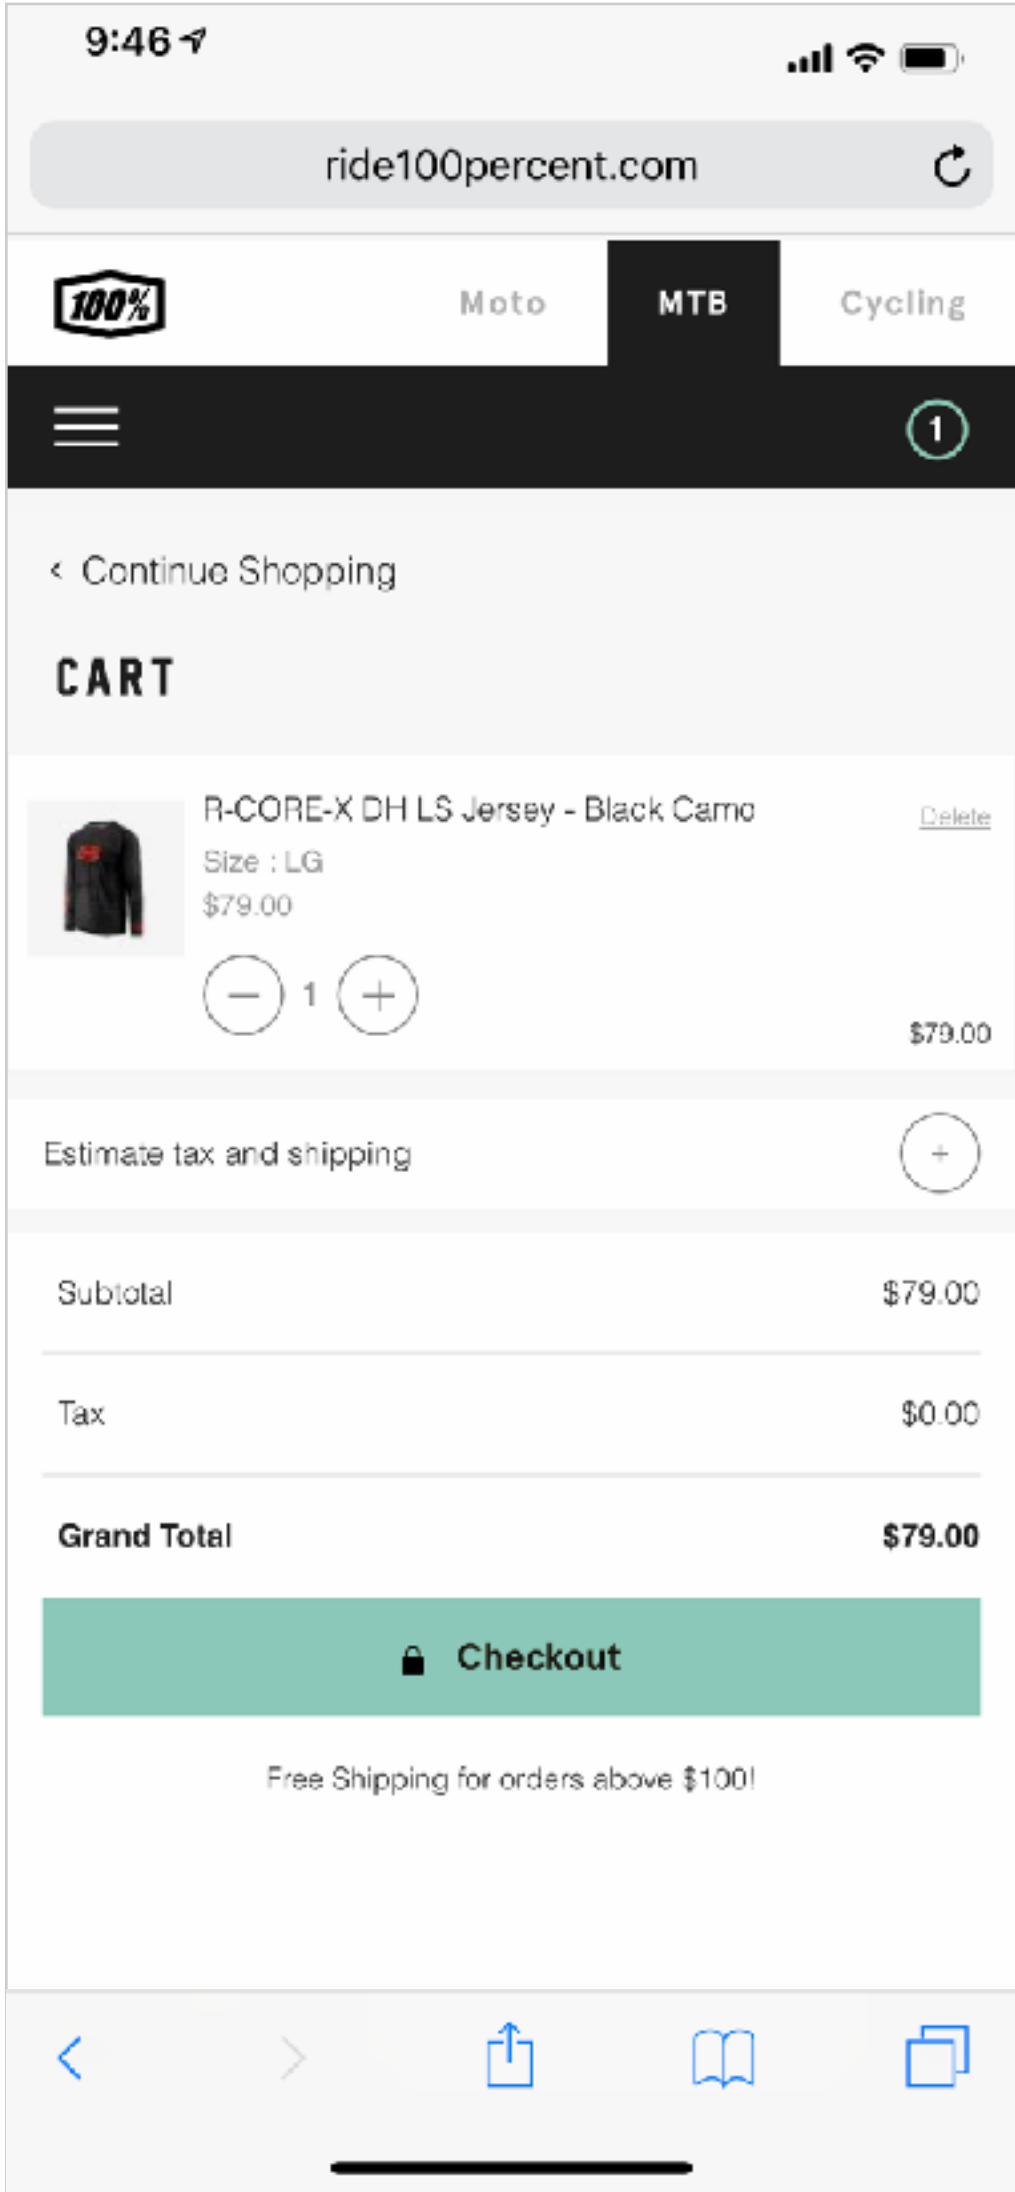 9:46
ride100percent.com
100%
Moto MTB Cycling
1
< Continue Shopping
CART
R-CORE-X DH LS Jersey - Black Camo
Delete
Size : LG
$79.00
1
$79.00
Estimate tax and shipping
Subtotal $79.00
Tax $0.00
Grand Total $79.00
Checkout
Free Shipping for orders above $100!